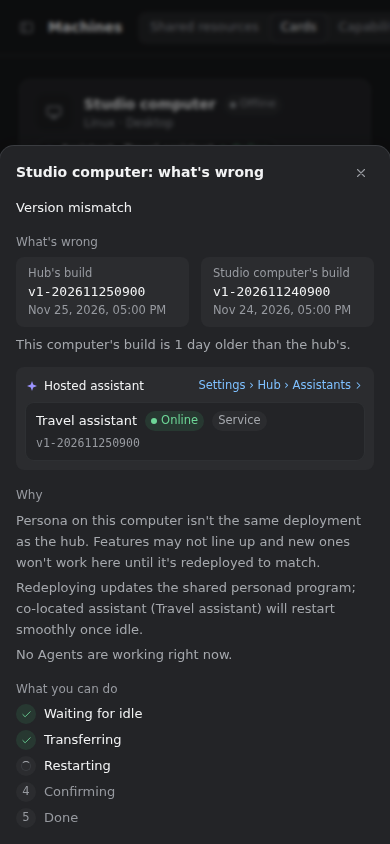 Machines
Shared resources
Cards
Studio computer
Offline
Linux · Desktop
Studio computer: what's wrong
Version mismatch
What's wrong
Hub's build
v1-202611250900
Nov 25, 2026, 05:00 PM
Studio computer's build
v1-202611240900
Nov 24, 2026, 05:00 PM
This computer's build is 1 day older than the hub's.
Hosted assistant
Settings › Hub › Assistants ›
Travel assistant
Online
Service
v1-202611250900
Why
Persona on this computer isn't the same deployment
as the hub. Features may not line up and new ones
won't work here until it's redeployed to match.
Redeploying updates the shared personad program;
co-located assistant (Travel assistant) will restart
smoothly once idle.
No Agents are working right now.
What you can do
Waiting for idle
Transferring
Restarting
4 Confirming
5 Done